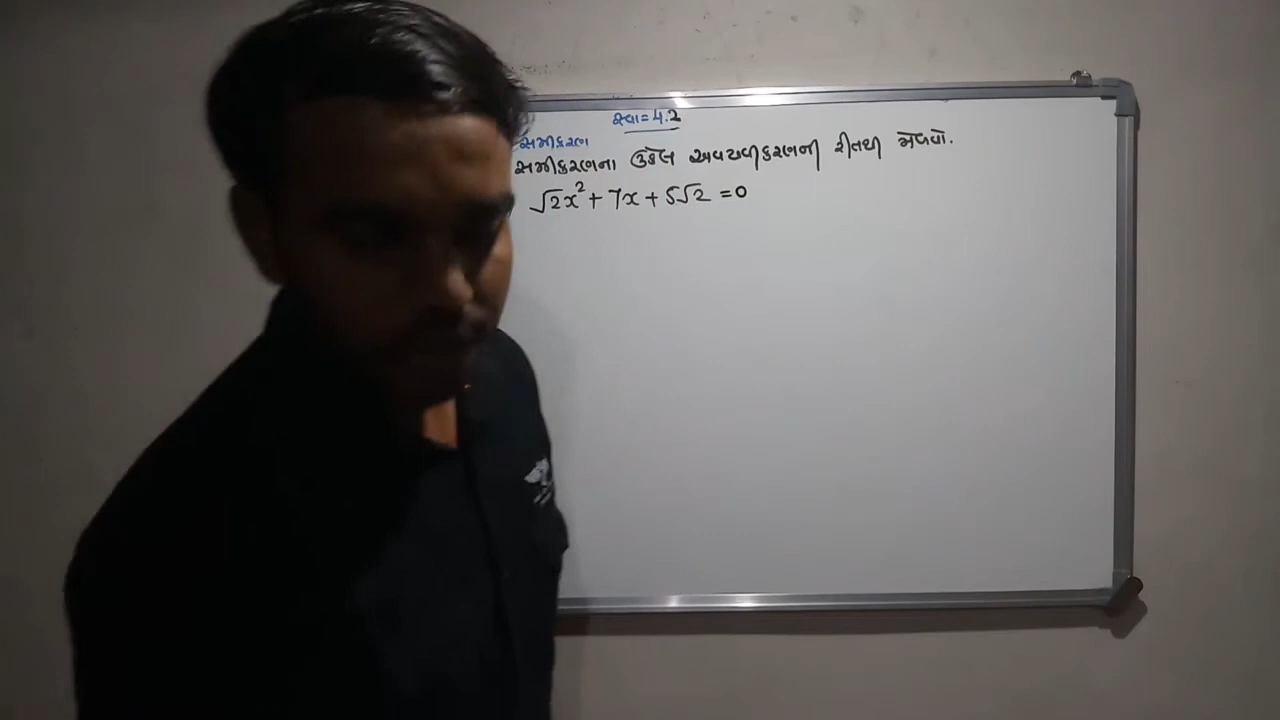 સ્વા = 4.2
સમીકરણ
સમીકરણના ઉકેલ અવયવીકરણની રીતથી મેળવો.
√2x² + 7x + 5√2 = 0